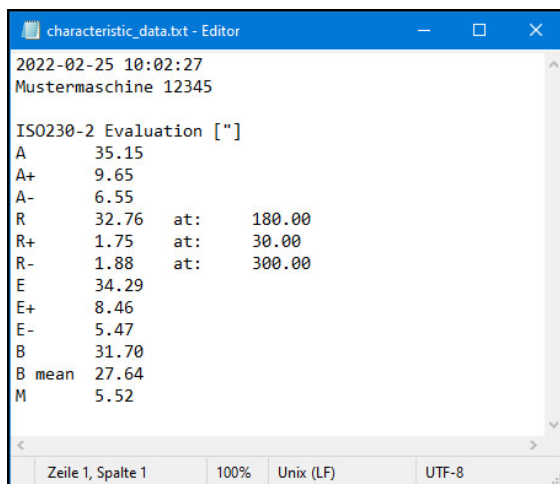 characteristic_data.txt - Editor
2022-02-25 10:02:27
Mustermaschine 12345
ISO230-2 Evaluation ["]
A 35.15
A+ 9.65
A- 6.55
R 32.76 at: 180.00
R+ 1.75 at: 30.00
R- 1.88 at: 300.00
E 34.29
E+ 8.46
E- 5.47
B 31.70
B mean 27.64
M 5.52
Zeile 1, Spalte 1 100% Unix (LF) UTF-8